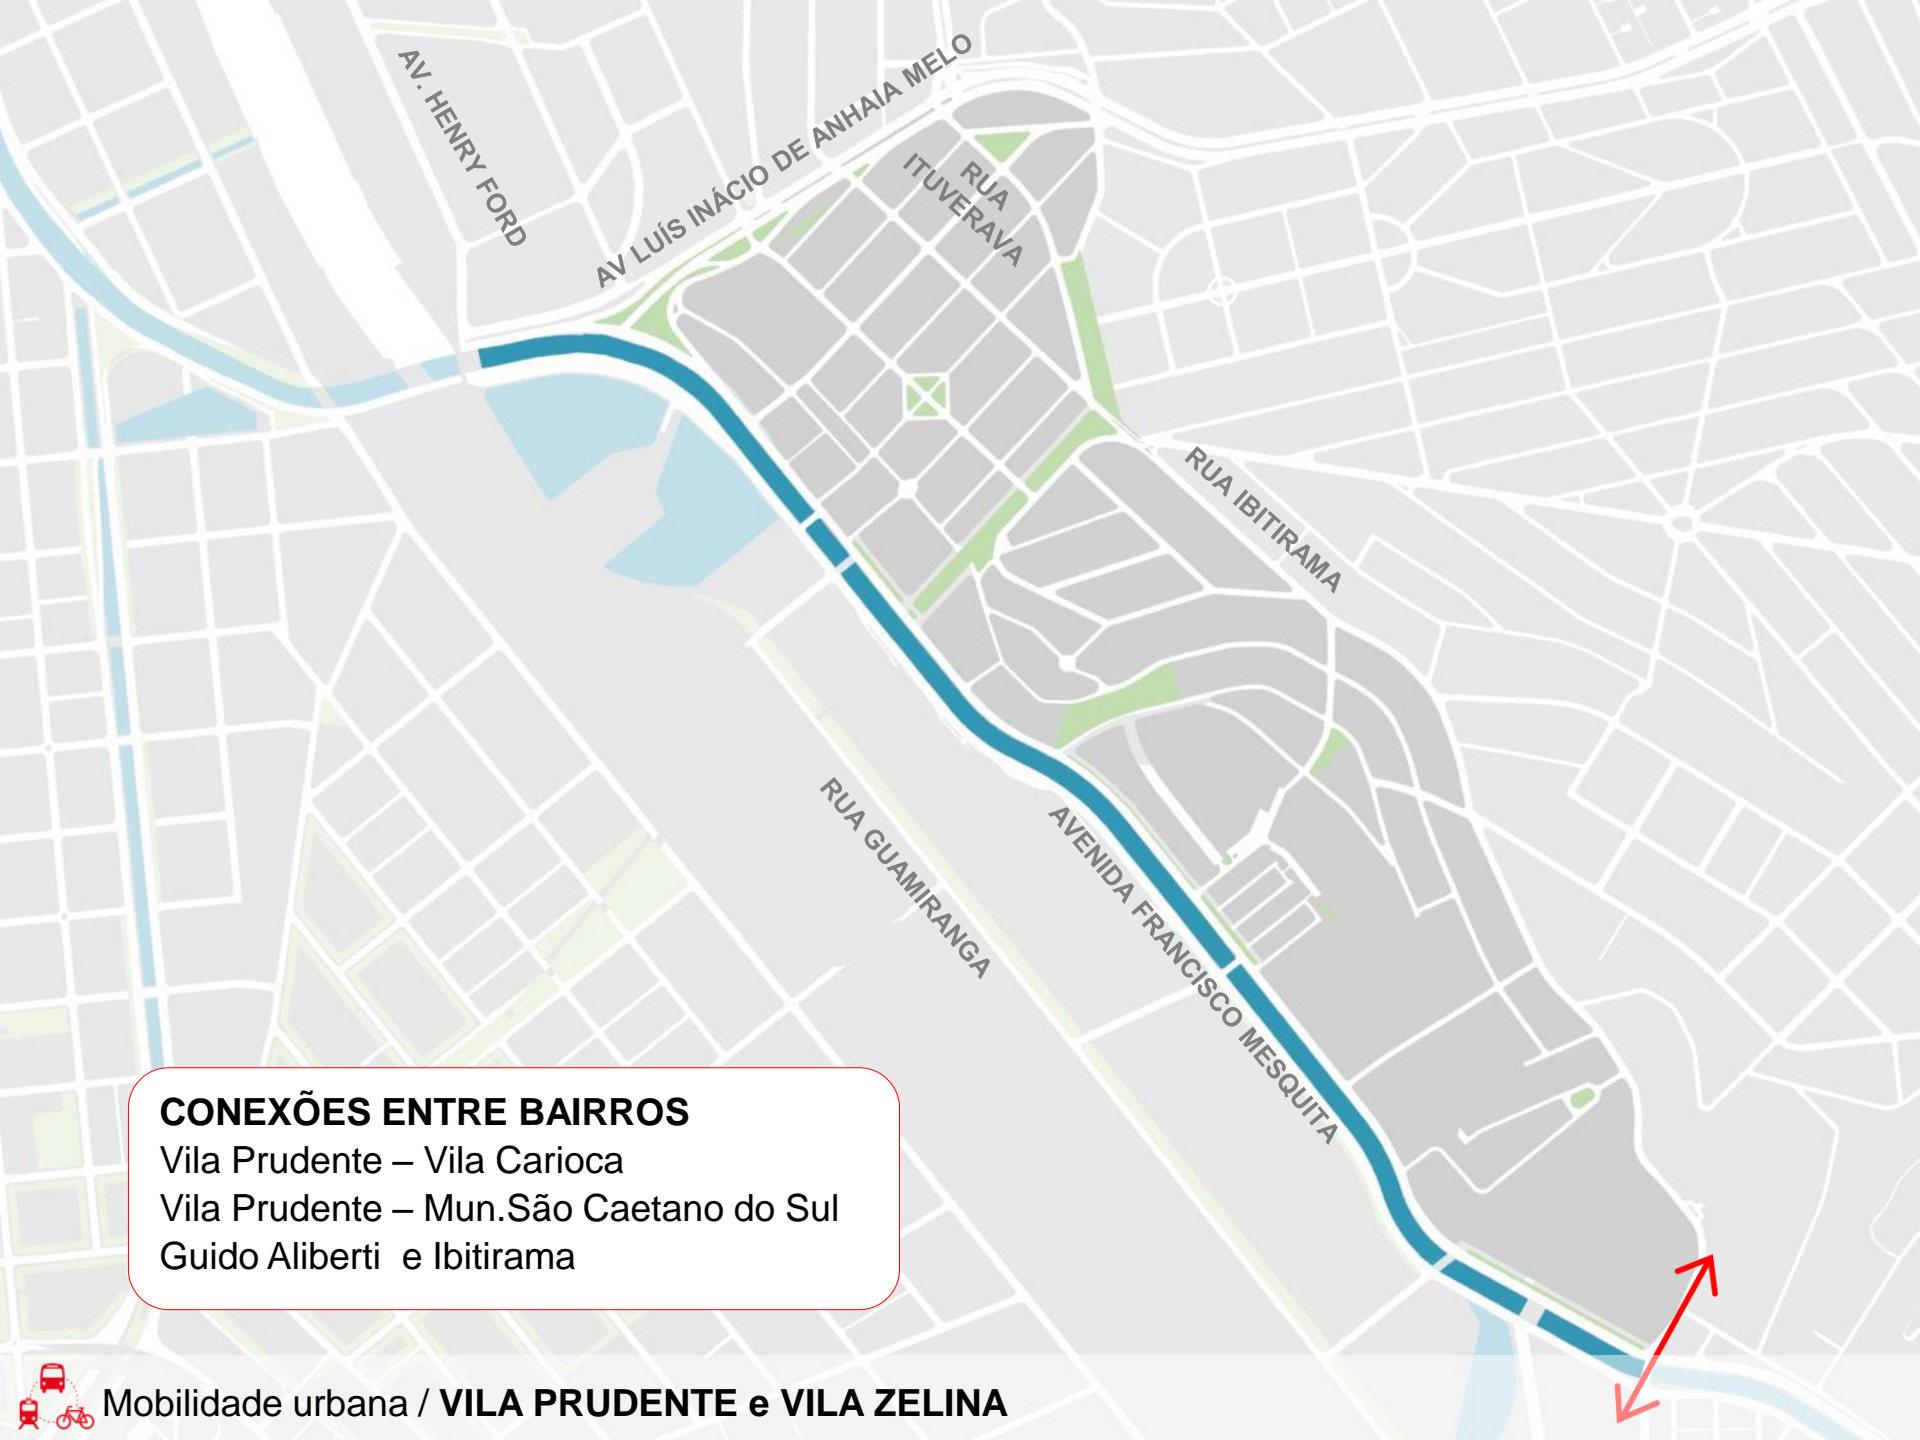 AV. HENRY FORD
AV LUÍS INÁCIO DE ANHAIA MELO
RUA
ITUVERAVA
RUA IBITIRAMA
RUA GUAMIRANGA
AVENIDA FRANCISCO MESQUITA
CONEXÕES ENTRE BAIRROS
Vila Prudente – Vila Carioca
Vila Prudente – Mun.São Caetano do Sul
Guido Aliberti e Ibitirama
Mobilidade urbana / VILA PRUDENTE e VILA ZELINA